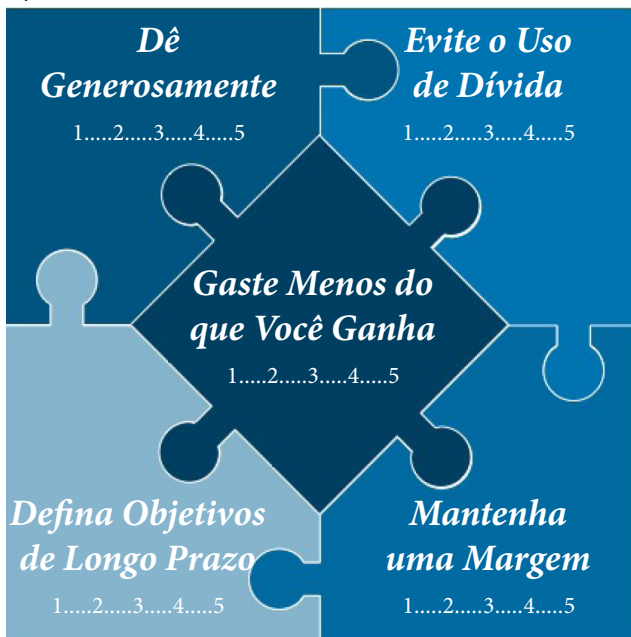 Dê
Generosamente
1.....2.....3.....4.....5
Evite o Uso
de Dívida
1.....2.....3.....4.....5
Gaste Menos do
que Você Ganha
1.....2.....3.....4.....5
Defina Objetivos
de Longo Prazo
1.....2.....3.....4.....5
Mantenha
uma Margem
1.....2.....3.....4.....5